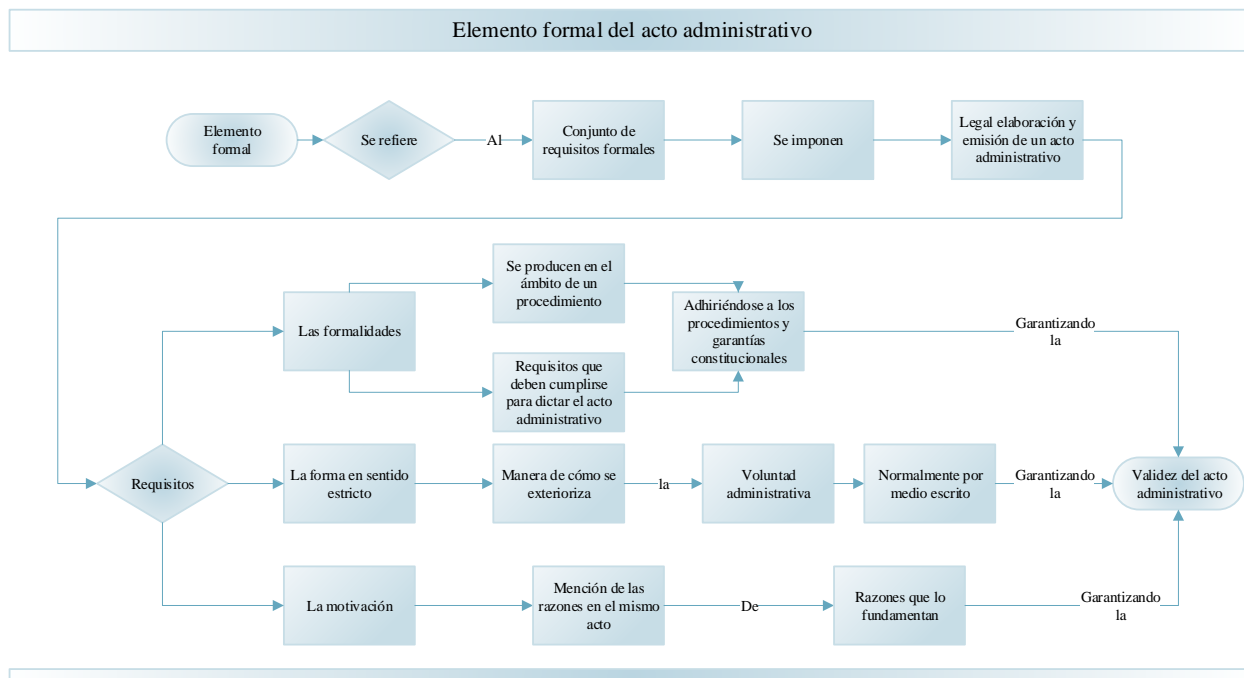 Elemento formal del acto administrativo
Elemento
formal
Se refiere
Al
Conjunto de
requisitos formales
Se imponen
Legal elaboración y
emisión de un acto
administrativo
Se producen en el
ámbito de un
procedimiento
Las formalidades
Adhiriéndose a los
procedimientos y
garantías
constitucionales
Garantizando
la
Requisitos que
deben cumplirse
para dictar el acto
administrativo
Requisitos
La forma en sentido
estricto
Manera de cómo se
exterioriza
la
Voluntad
administrativa
Normalmente por
medio escrito
Garantizando
la
Validez del acto
administrativo
La motivación
Mención de las
razones en el mismo
acto
De
Razones que lo
fundamentan
Garantizando
la